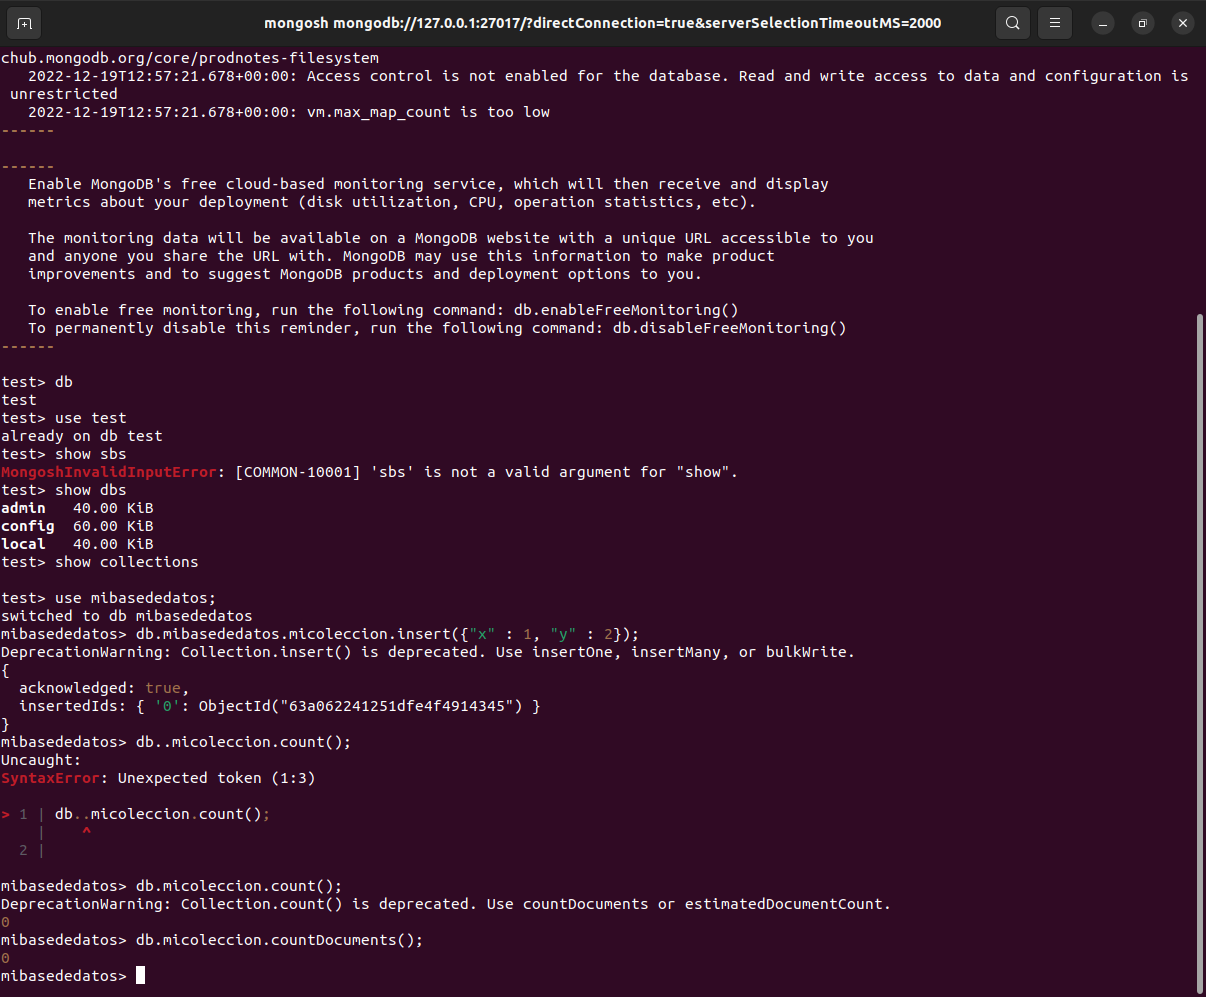 mongosh mongodb://127.0.0.1:27017/?directConnection=true&serverSelectionTimeoutMS=2000
chub.mongodb.org/core/prodnotes-filesystem
   2022-12-19T12:57:21.678+00:00: Access control is not enabled for the database. Read and write access to data and configuration is
 unrestricted
   2022-12-19T12:57:21.678+00:00: vm.max_map_count is too low
------
------
   Enable MongoDB's free cloud-based monitoring service, which will then receive and display
   metrics about your deployment (disk utilization, CPU, operation statistics, etc).
   The monitoring data will be available on a MongoDB website with a unique URL accessible to you
   and anyone you share the URL with. MongoDB may use this information to make product
   improvements and to suggest MongoDB products and deployment options to you.
   To enable free monitoring, run the following command: db.enableFreeMonitoring()
   To permanently disable this reminder, run the following command: db.disableFreeMonitoring()
------
test> db
test
test> use test
already on db test
test> show sbs
MongoshInvalidInputError: [COMMON-10001] 'sbs' is not a valid argument for "show".
test> show dbs
admin   40.00 KiB
config  60.00 KiB
local   40.00 KiB
test> show collections
test> use mibasededatos;
switched to db mibasededatos
mibasededatos> db.mibasededatos.micoleccion.insert({"x" : 1, "y" : 2});
DeprecationWarning: Collection.insert() is deprecated. Use insertOne, insertMany, or bulkWrite.
{
  acknowledged: true,
  insertedIds: { '0': ObjectId("63a062241251dfe4f4914345") }
}
mibasededatos> db..micoleccion.count();
Uncaught:
SyntaxError: Unexpected token (1:3)
> 1 | db..micoleccion.count();
    |    ^
  2 |
mibasededatos> db.micoleccion.count();
DeprecationWarning: Collection.count() is deprecated. Use countDocuments or estimatedDocumentCount.
0
mibasededatos> db.micoleccion.countDocuments();
0
mibasededatos>